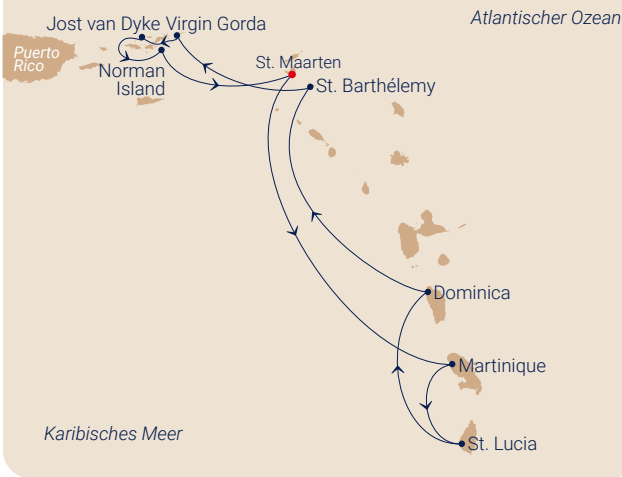 Atlantischer Ozean
Jost van Dyke Virgin Gorda
Puerto
Rico
Norman
Island
St. Maarten
St. Barthélemy
Dominica
Martinique
Karibisches Meer
St. Lucia